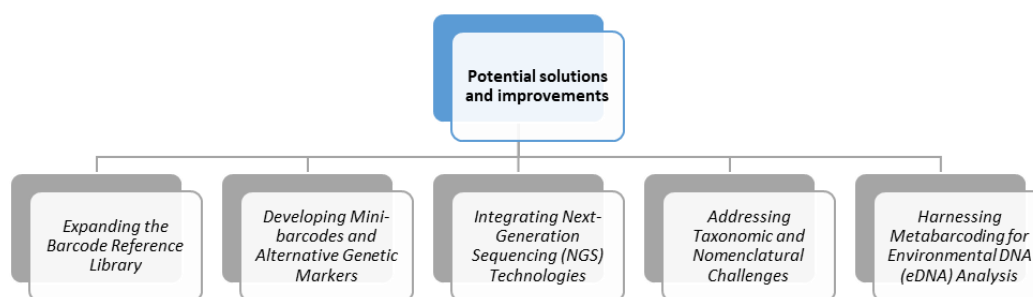 Potential solutions
and improvements
Expanding the
Barcode Reference
Library
Developing Mini-
barcodes and
Alternative Genetic
Markers
Integrating Next-
Generation
Sequencing (NGS)
Technologies
Addressing
Taxonomic and
Nomenclatural
Challenges
Harnessing
Metabarcoding for
Environmental DNA
(eDNA) Analysis